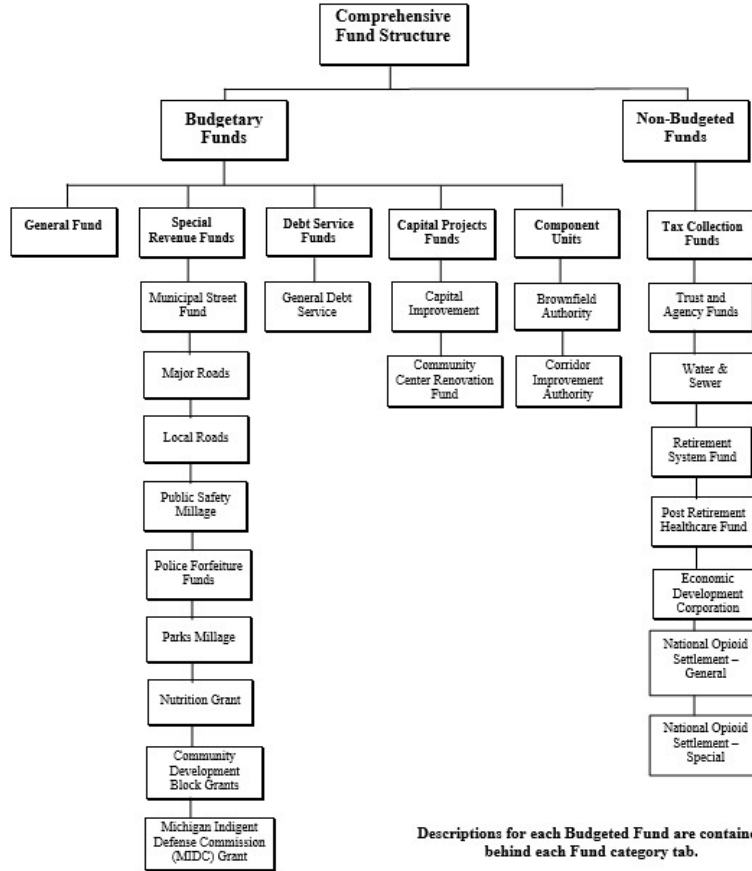 Comprehensive
Fund Structure
Budgetary
Funds
Non-Budgeted
Funds
General Fund
Special
Revenue Funds
Debt Service
Funds
Capital Projects
Funds
Component
Units
Tax Collection
Funds
Municipal Street
Fund
General Debt
Service
Capital
Improvement
Brownfield
Authority
Trust and
Agency Funds
Major Roads
Community
Center Renovation
Fund
Corridor
Improvement
Authority
Water &
Sewer
Local Roads
Retirement
System Fund
Public Safety
Millage
Post Retirement
Healthcare Fund
Police Forfeiture
Funds
Economic
Development
Corporation
Parks Millage
National Opioid
Settlement –
General
Nutrition Grant
National Opioid
Settlement –
Special
Community
Development
Block Grants
Michigan Indigent
Defense Commission
(MIDC) Grant
Descriptions for each Budgeted Fund are containe
behind each Fund category tab.